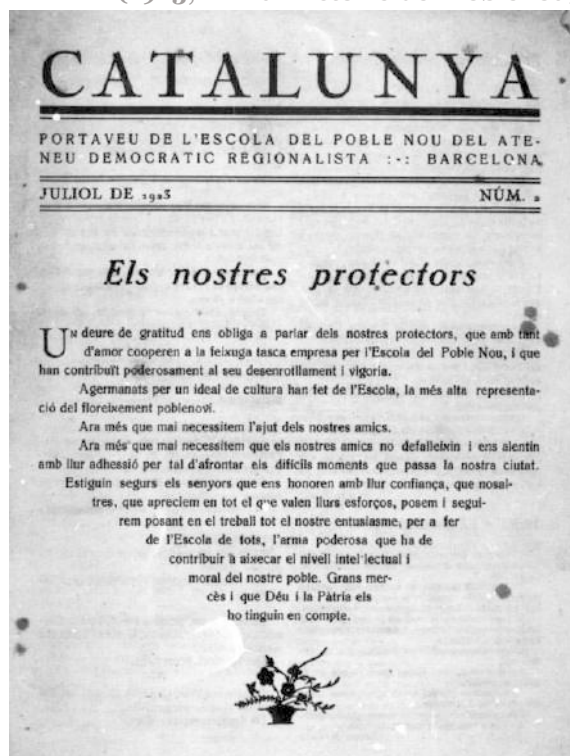 CATALUNYA
PORTAVEU DE L'ESCOLA DEL POBLE NOU DEL ATE-
NEU DEMOCRATIC REGIONALISTA :-: BARCELONA
JULIOL DE 1923 NÚM. 2
Els nostres protectors
UN deure de gratitud ens obliga a parlar dels nostres protectors, que amb tant
d'amor cooperen a la feixuga tasca empresa per l'Escola del Poble Nou, i que
han contribuït poderosament al seu desenrotllament i vigoria.
Agermanats per un ideal de cultura han fet de l'Escola, la més alta representa-
ció del floreixement poblenoví.
Ara més que mai necessitem l'ajut dels nostres amics.
Ara més que mai necessitem que els nostres amics no defalleixin i ens alentin
amb llur adhessió per tal d'afrontar els difícils moments que passa la nostra ciutat.
Estiguin segurs els senyors que ens honoren amb llur confiança, que nosal-
tres, que apreciem en tot el que valen llurs esforços, posem i segui-
rem posant en el treball tot el nostre entusiasme, per a fer
de l'Escola de tots, l'arma poderosa que ha de
contribuir a aixecar el nivell intel·lectual i
moral del nostre poble. Grans mer-
cès i que Déu i la Pàtria els
ho tinguin en compte.